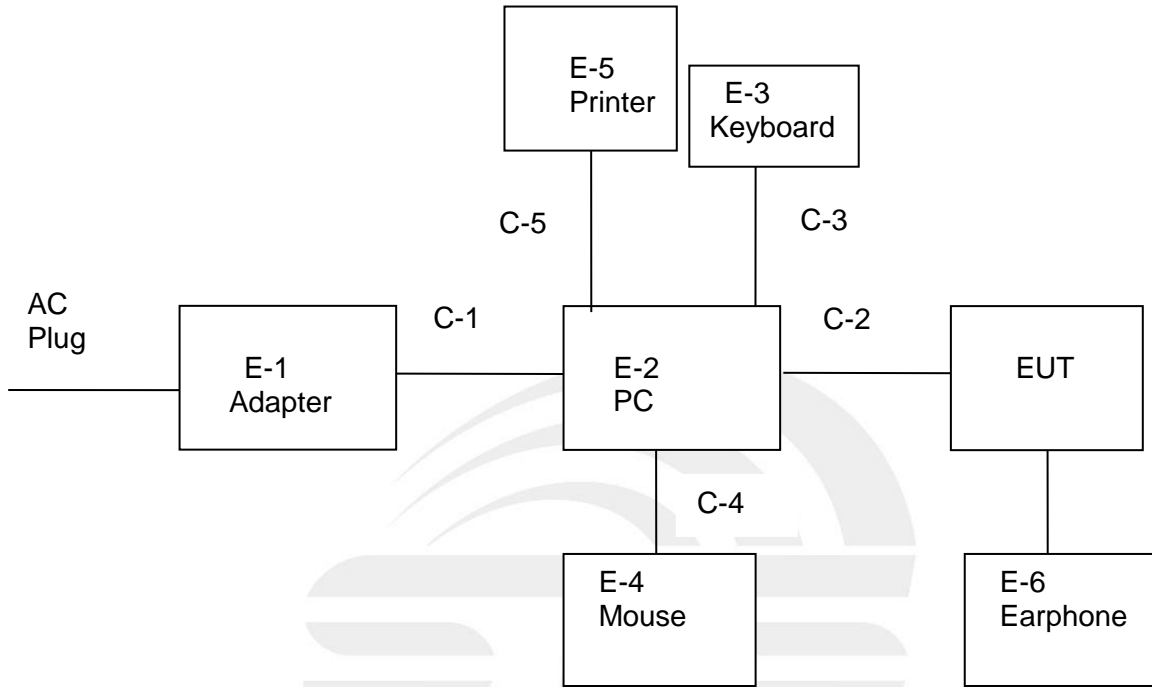 E-5
Printer
E-3
Keyboard
C-5
C-3
AC
Plug
C-1
C-2
E-1
Adapter
E-2
PC
EUT
C-4
E-4
Mouse
E-6
Earphone